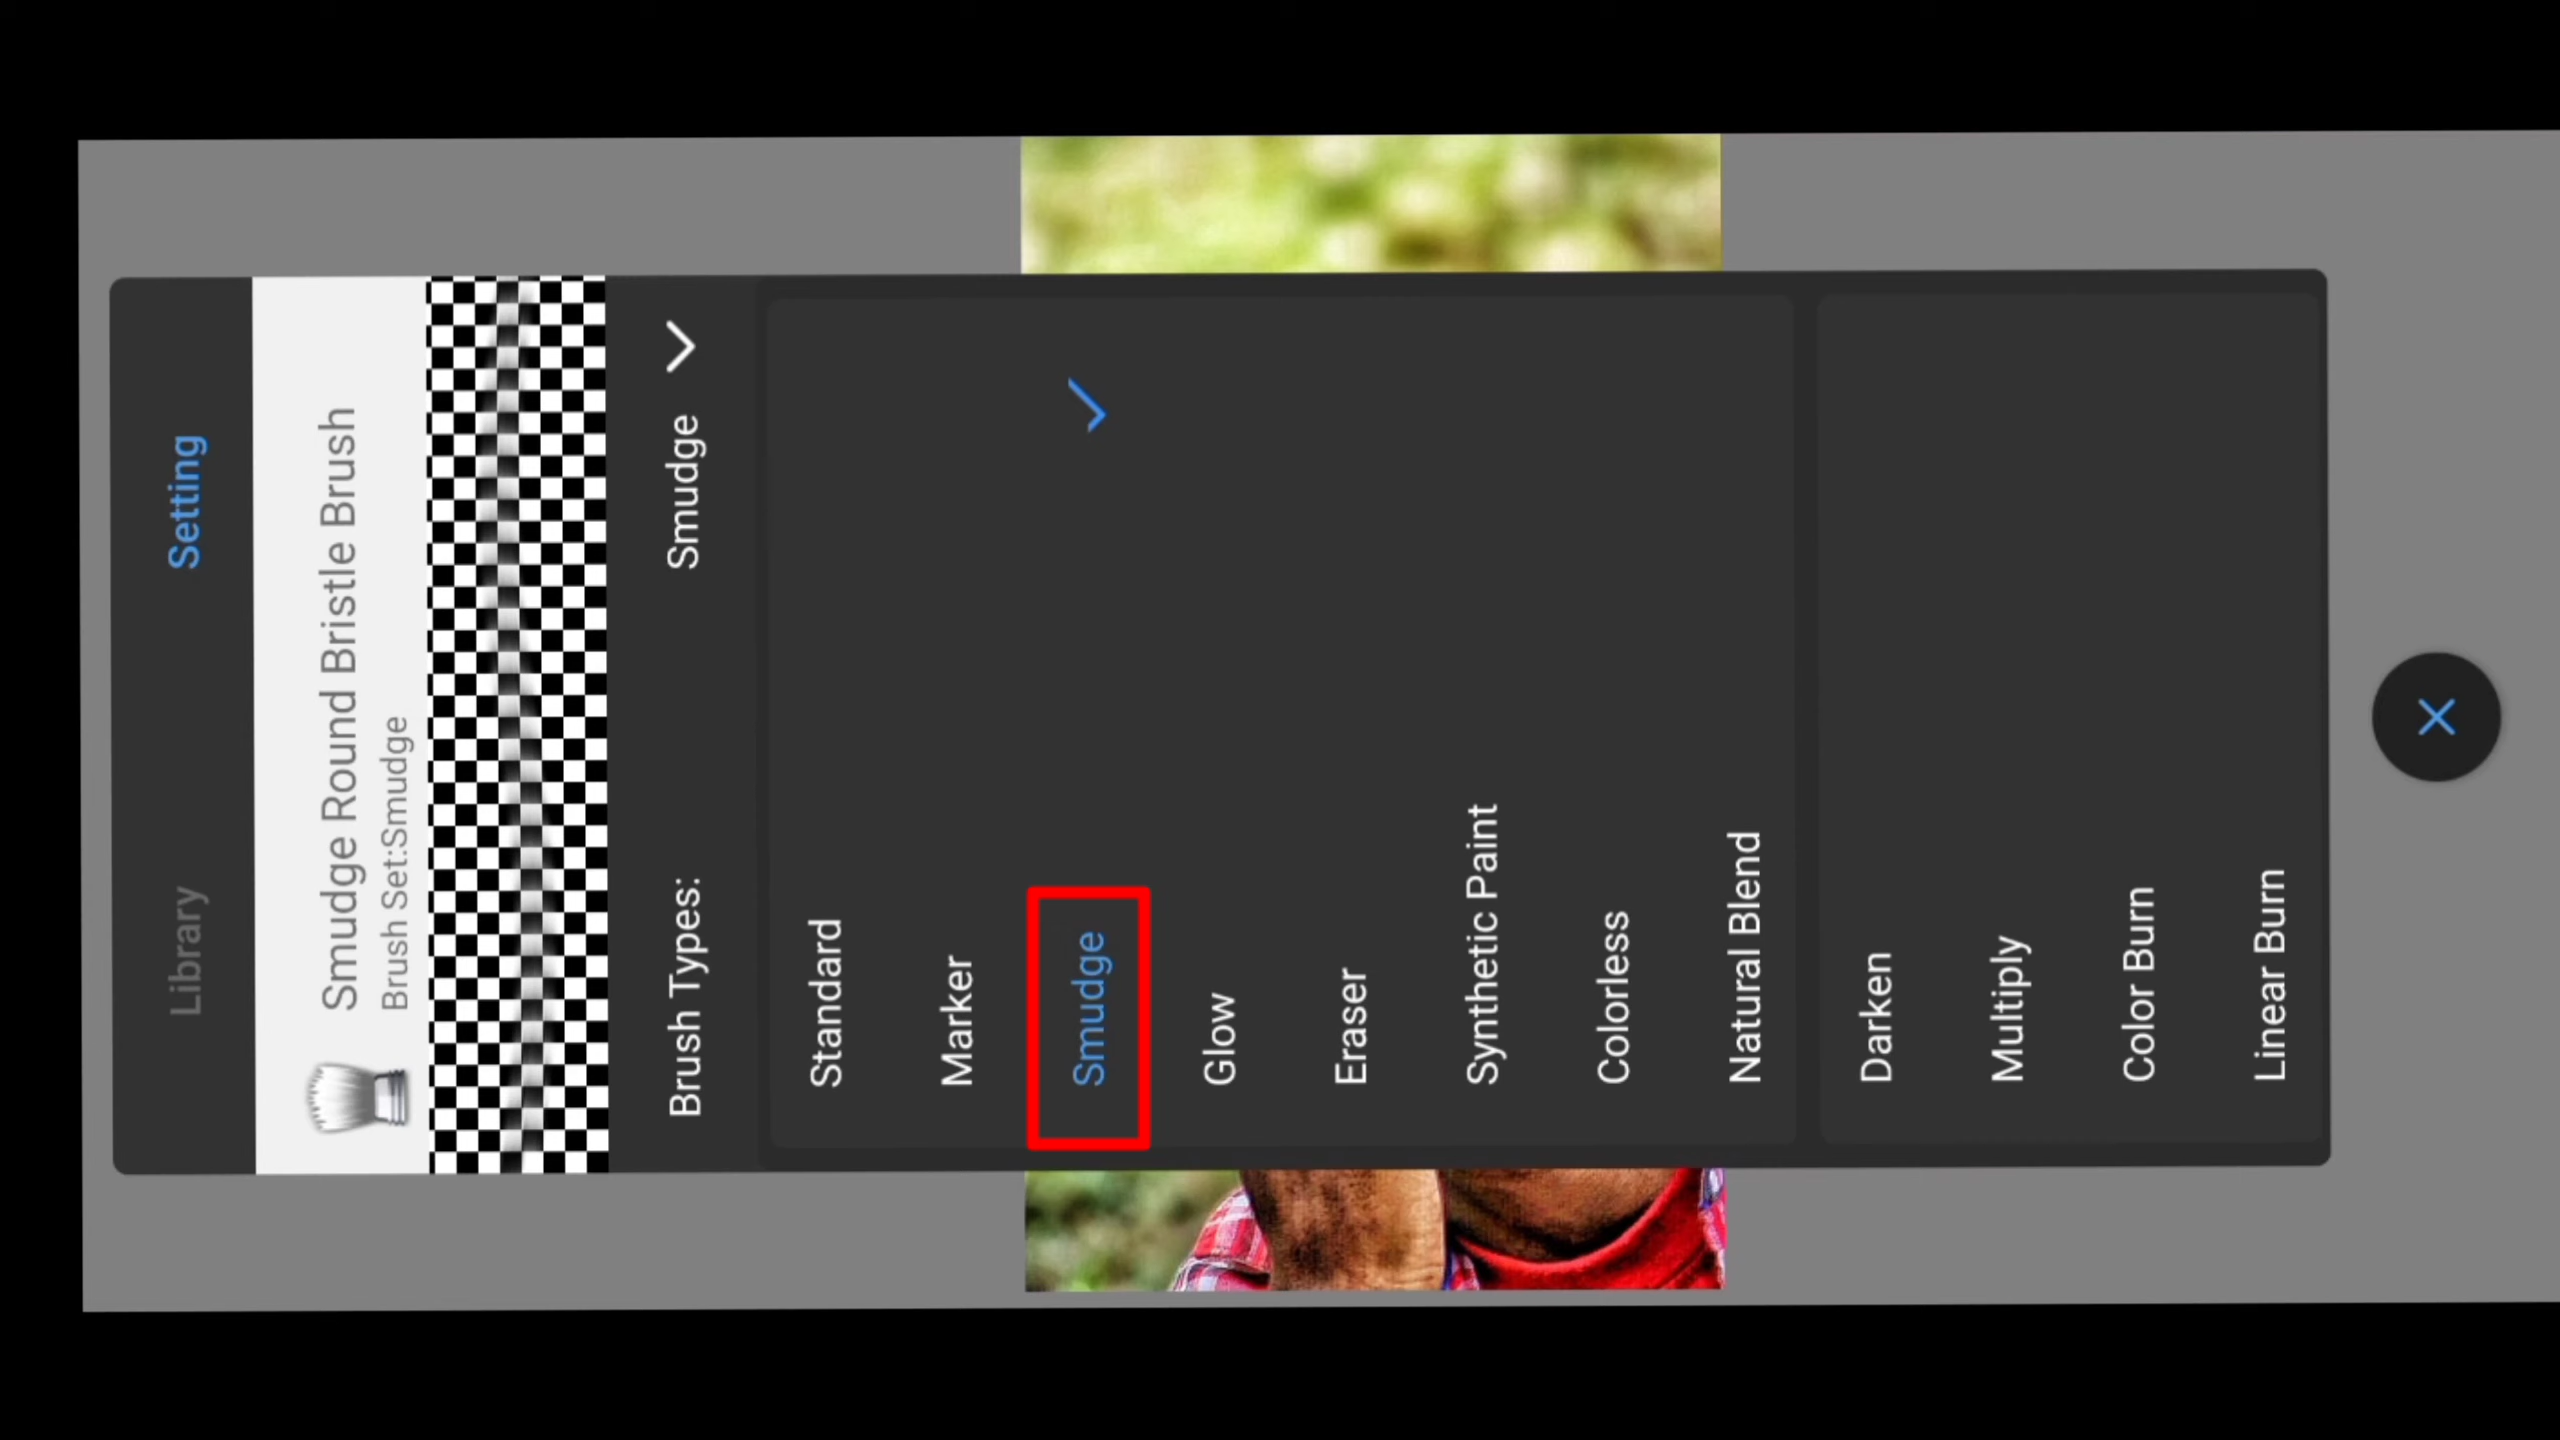 Library Setting
Smudge Round Bristle Brush
Brush Set:Smudge
Brush Types: Smudge
Standard
Marker
Smudge
Glow
Eraser
Synthetic Paint
Colorless
Natural Blend
Darken
Multiply
Color Burn
Linear Burn